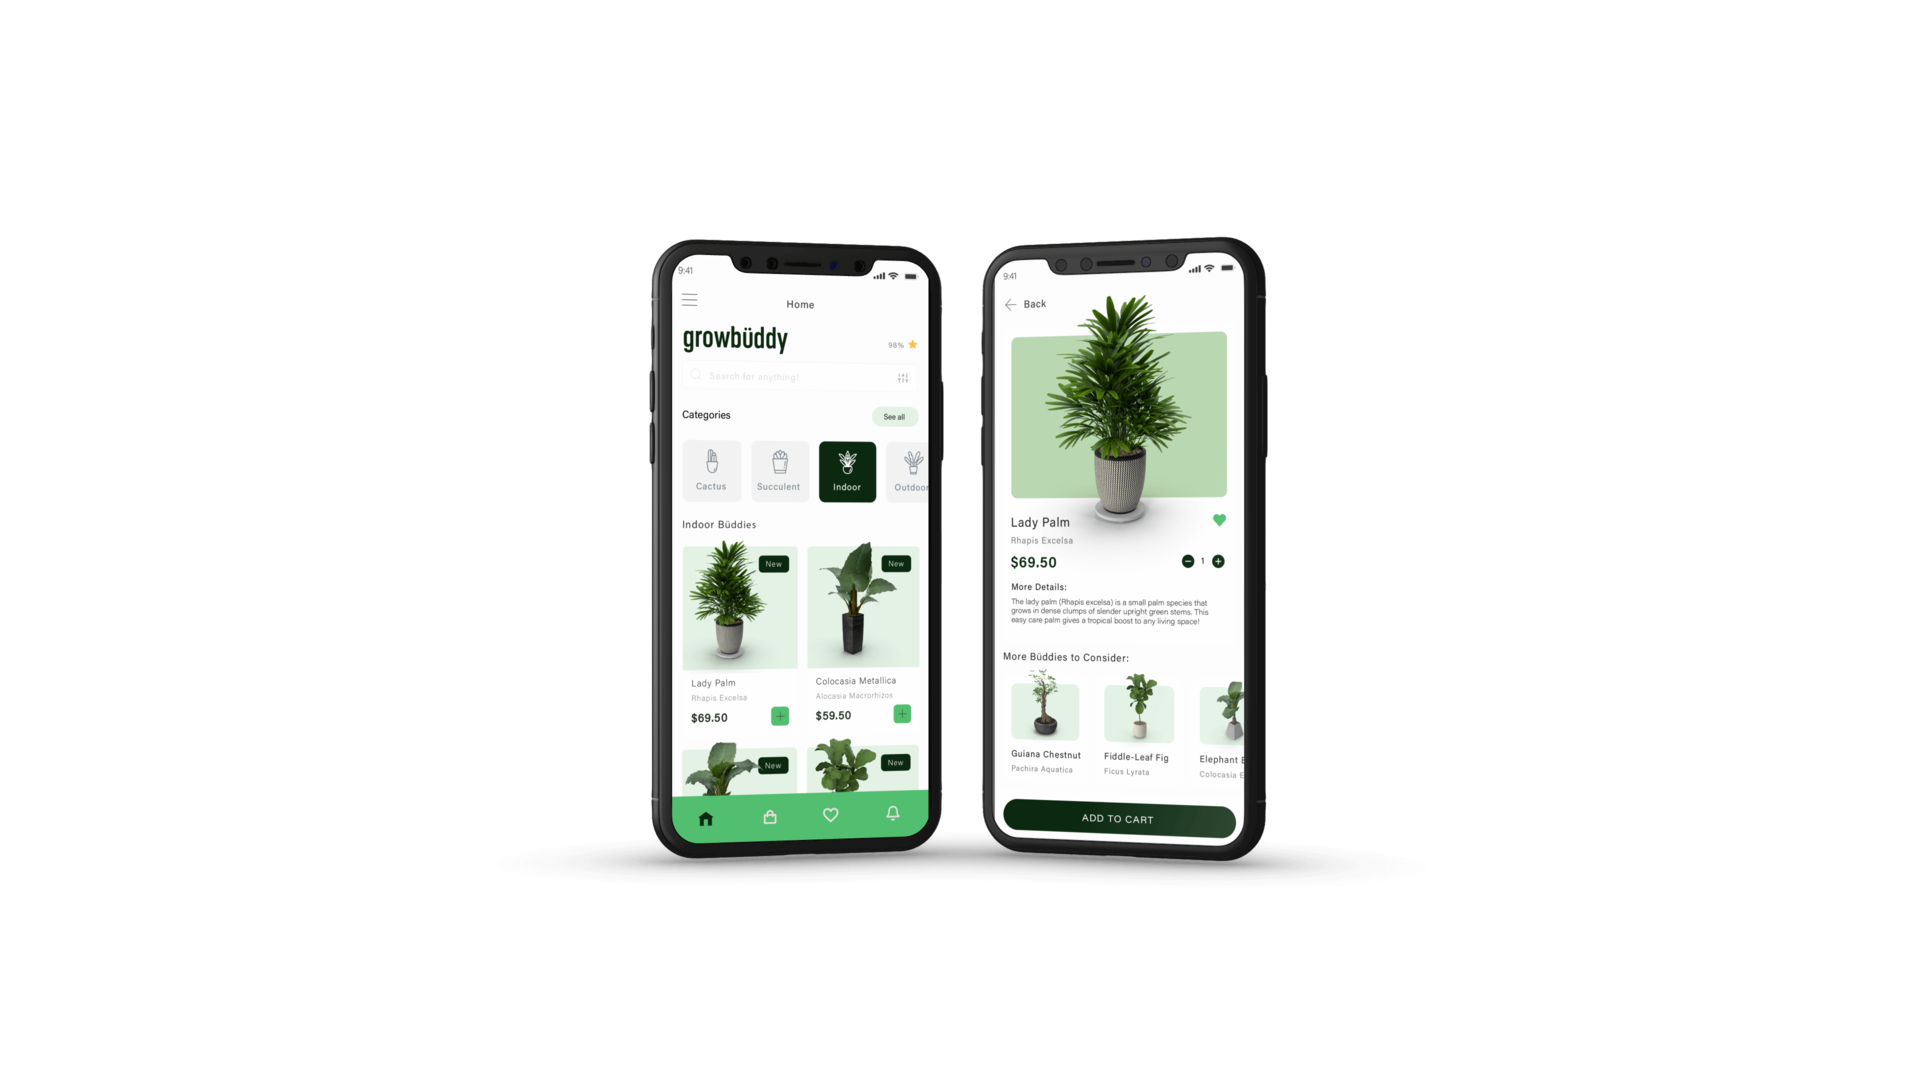 9:41
Home
growbüddy
98%
Search for anything!
Categories
See all
Cactus
Succulent
Indoor
Outdoor
Indoor Büddies
New
New
Lady Palm
Rhapis Excelsa
$69.50
Colocasia Metallica
Alocasia Macrorhizos
$59.50
New
New
9:41
Back
Lady Palm
Rhapis Excelsa
$69.50
1
More Details:
The lady palm (Rhapis excelsa) is a small palm species that
grows in dense clumps of slender upright green stems. This
easy care palm gives a tropical boost to any living space!
More Büddies to Consider:
Guiana Chestnut
Pachira Aquatica
Fiddle-Leaf Fig
Ficus Lyrata
Elephant
Colocasia
ADD TO CART